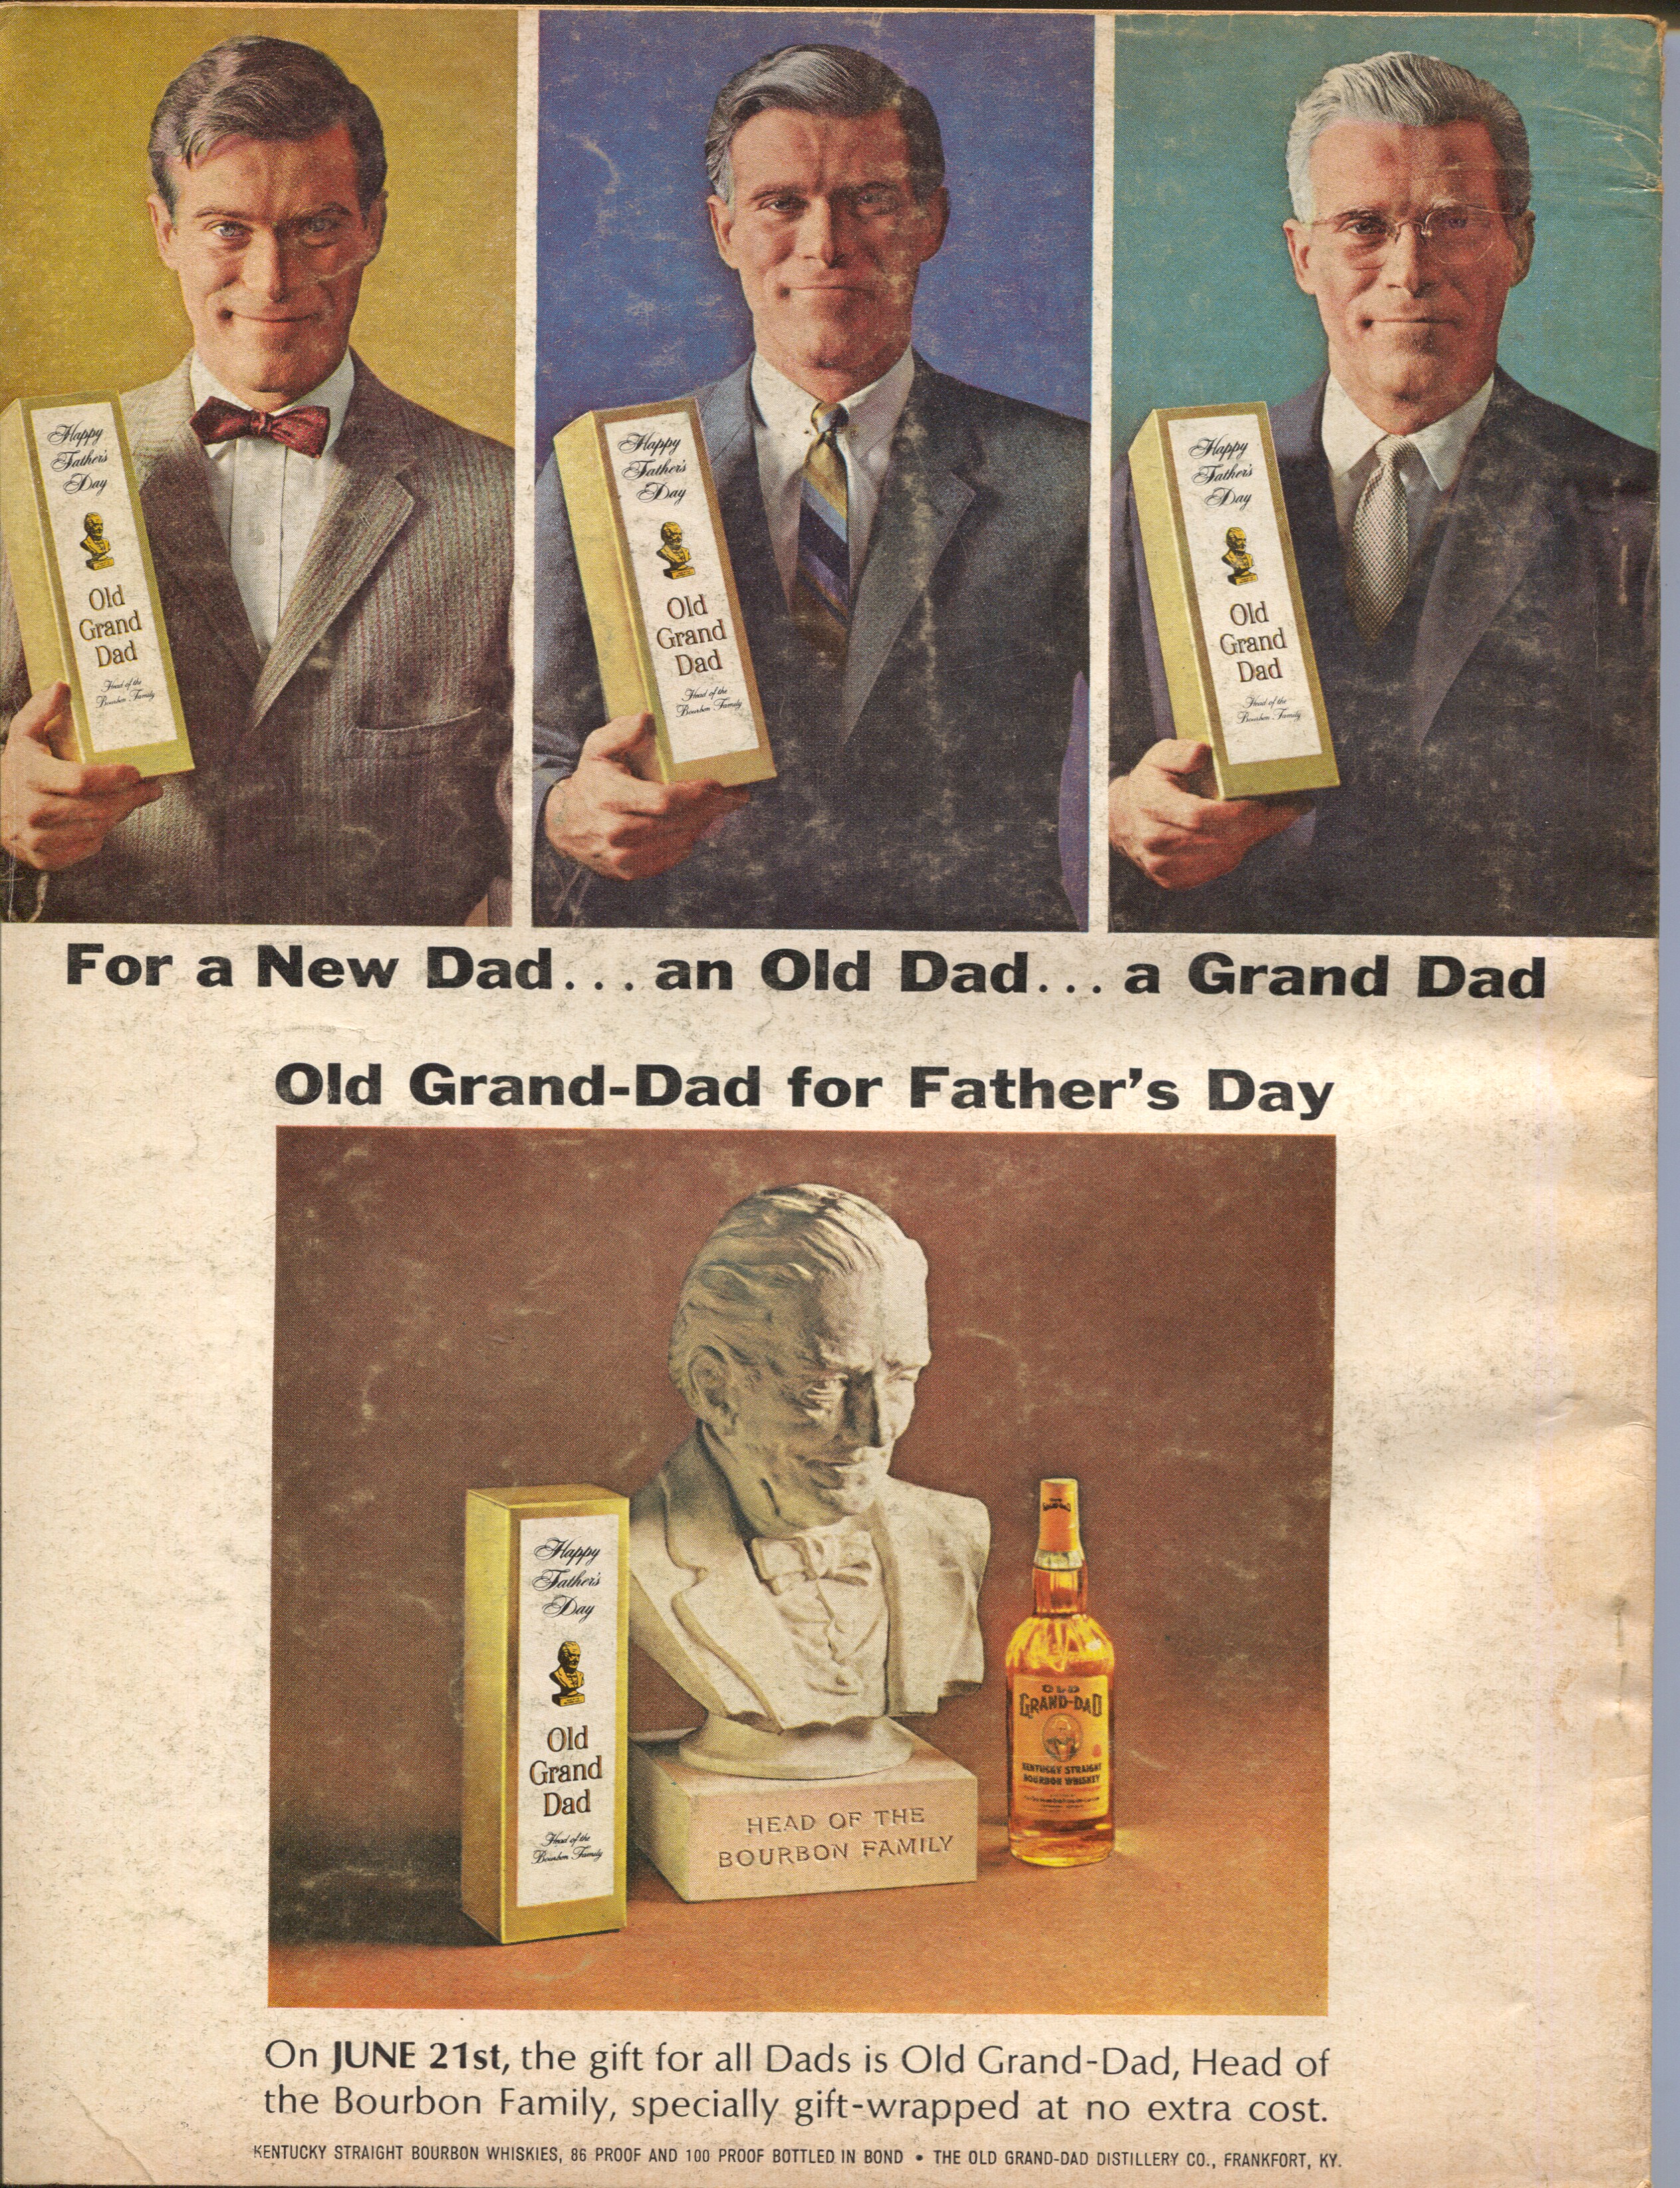 Happy
Father's
Day
Old
Grand
Dad
Head of the
Bourbon Family
Happy
Father's
Day
Old
Grand
Dad
Head of the
Bourbon Family
Happy
Father's
Day
Old
Grand
Dad
Head of the
Bourbon Family
For a New Dad... an Old Dad... a Grand Dad
Old Grand-Dad for Father's Day
Happy
Father's
Day
Old
Grand
Dad
Head of the
Bourbon Family
HEAD OF THE
BOURBON FAMILY
OLD
GRAND-DAD
KENTUCKY STRAIGHT
BOURBON WHISKEY
On JUNE 21st, the gift for all Dads is Old Grand-Dad, Head of
the Bourbon Family, specially gift-wrapped at no extra cost.
KENTUCKY STRAIGHT BOURBON WHISKIES, 86 PROOF AND 100 PROOF BOTTLED IN BOND • THE OLD GRAND-DAD DISTILLERY CO., FRANKFORT, KY.